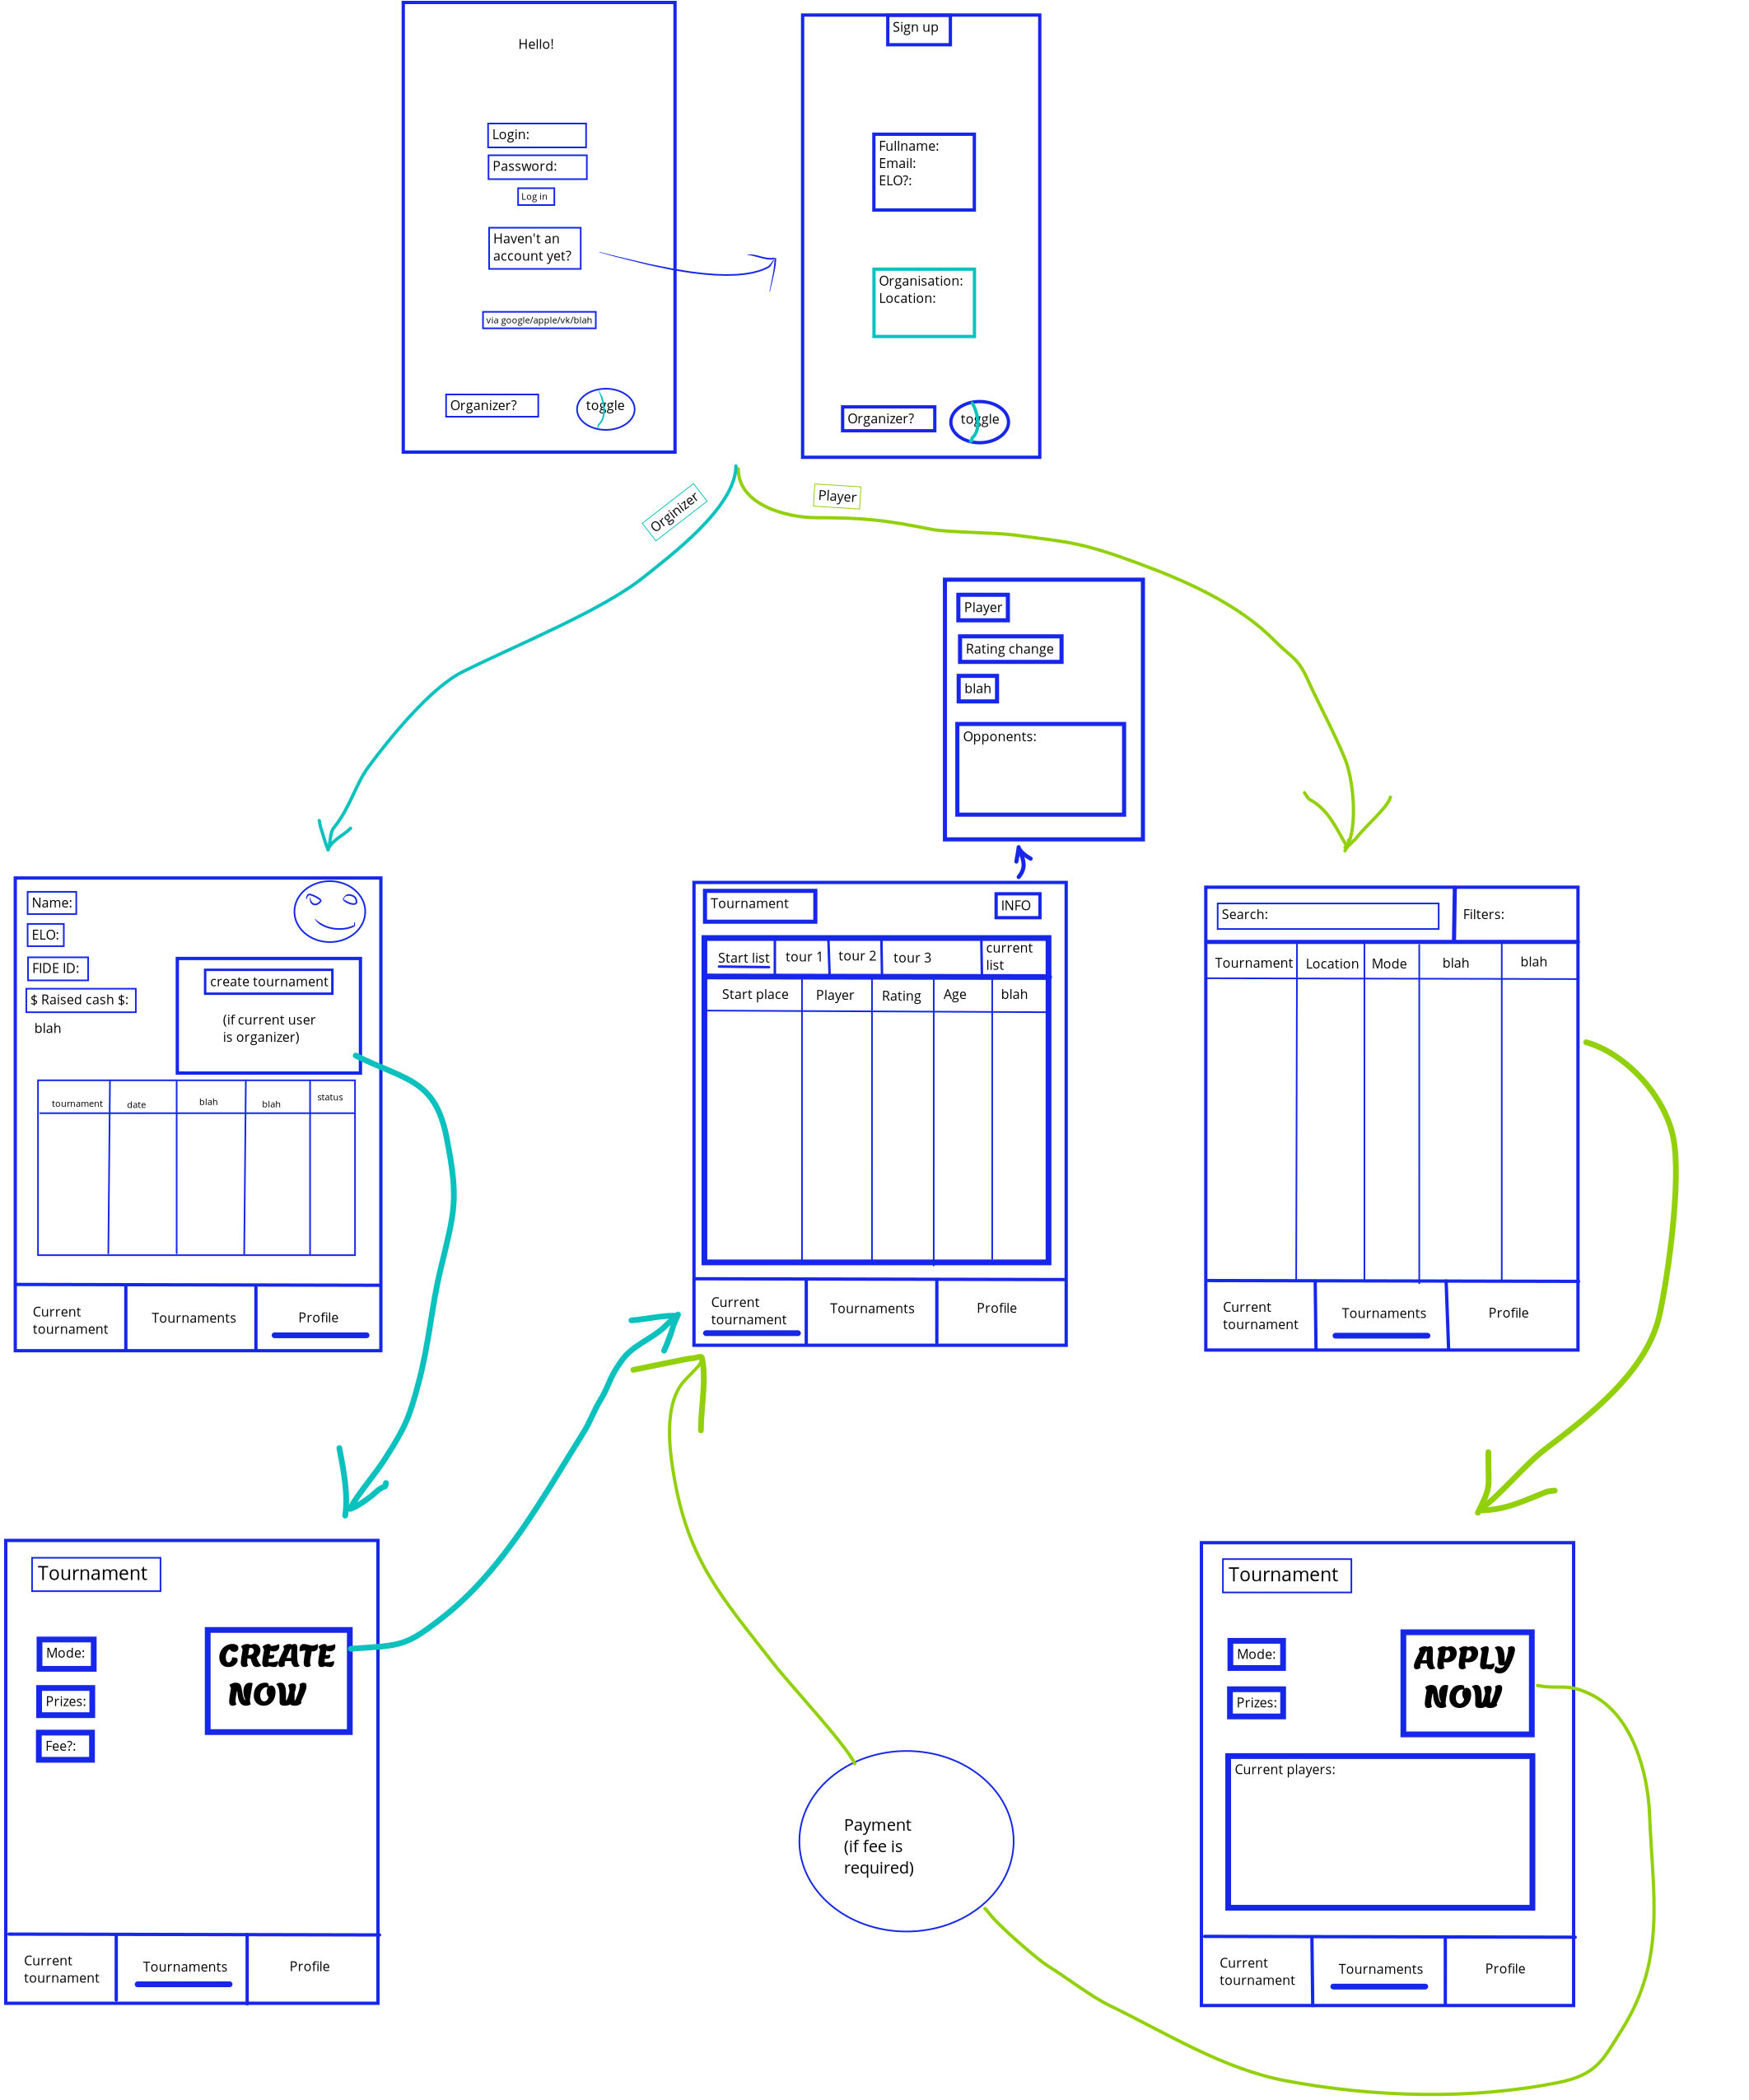 Hello!
Login:
Password:
Log in
Haven't an
account yet?
via google/apple/vk/blah
Organizer?
toggle
Sign up
Fullname:
Email:
ELO?:
Organisation:
Location:
Organizer?
toggle
Orginizer
Player
Player
Rating change
blah
Opponents:
Name:
ELO:
FIDE ID:
$ Raised cash $:
blah
create tournament
(if current user
is organizer)
tournament date blah blah status
Current
tournament
Tournaments
Profile
Tournament
INFO
Start list tour 1 tour 2 tour 3 current
list
Start place Player Rating Age blah
Current
tournament
Tournaments
Profile
Search:
Filters:
Tournament Location Mode blah blah
Current
tournament
Tournaments
Profile
Tournament
Mode:
Prizes:
Fee?:
CREATE
NOW
Current
tournament
Tournaments
Profile
Payment
(if fee is
required)
Tournament
Mode:
Prizes:
APPLY
NOW
Current players:
Current
tournament
Tournaments
Profile